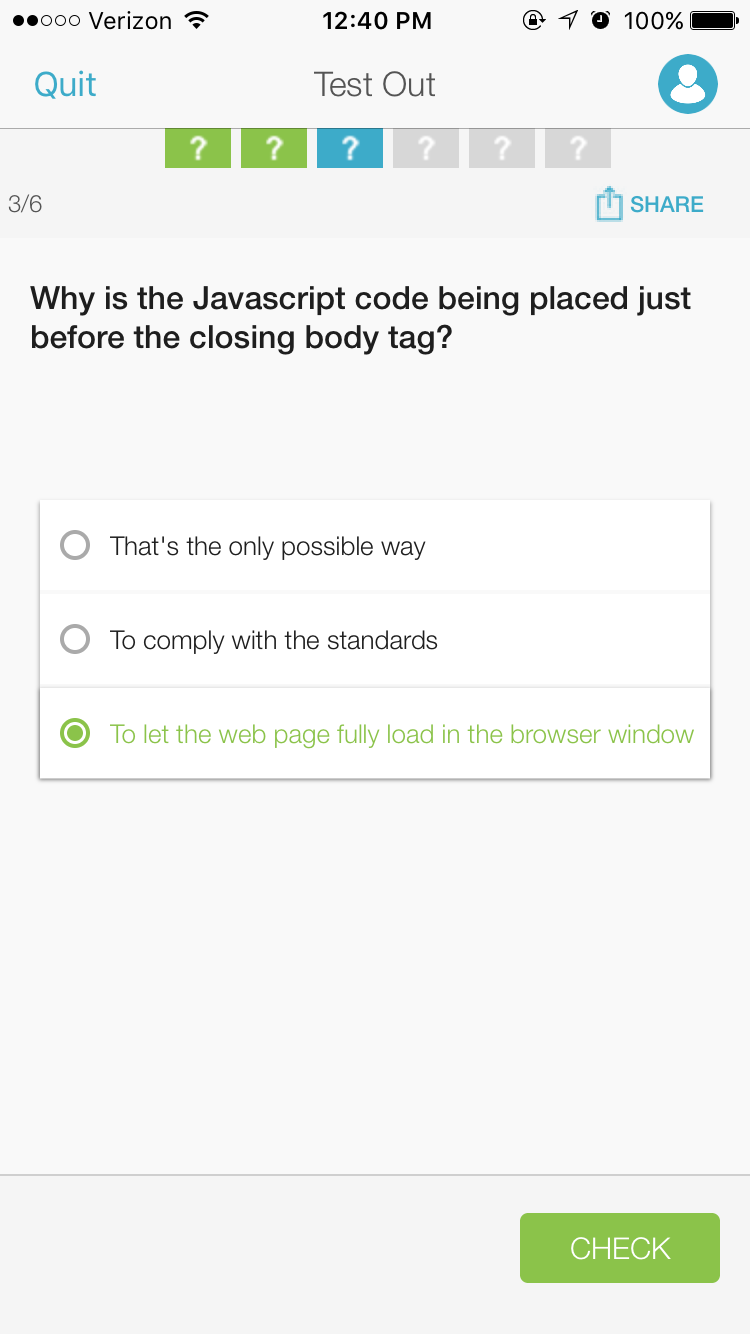 Verizon 12:40 PM 100%
Quit Test Out
? ? ? ? ? ?
3/6 SHARE
Why is the Javascript code being placed just
before the closing body tag?
That's the only possible way
To comply with the standards
To let the web page fully load in the browser window
CHECK